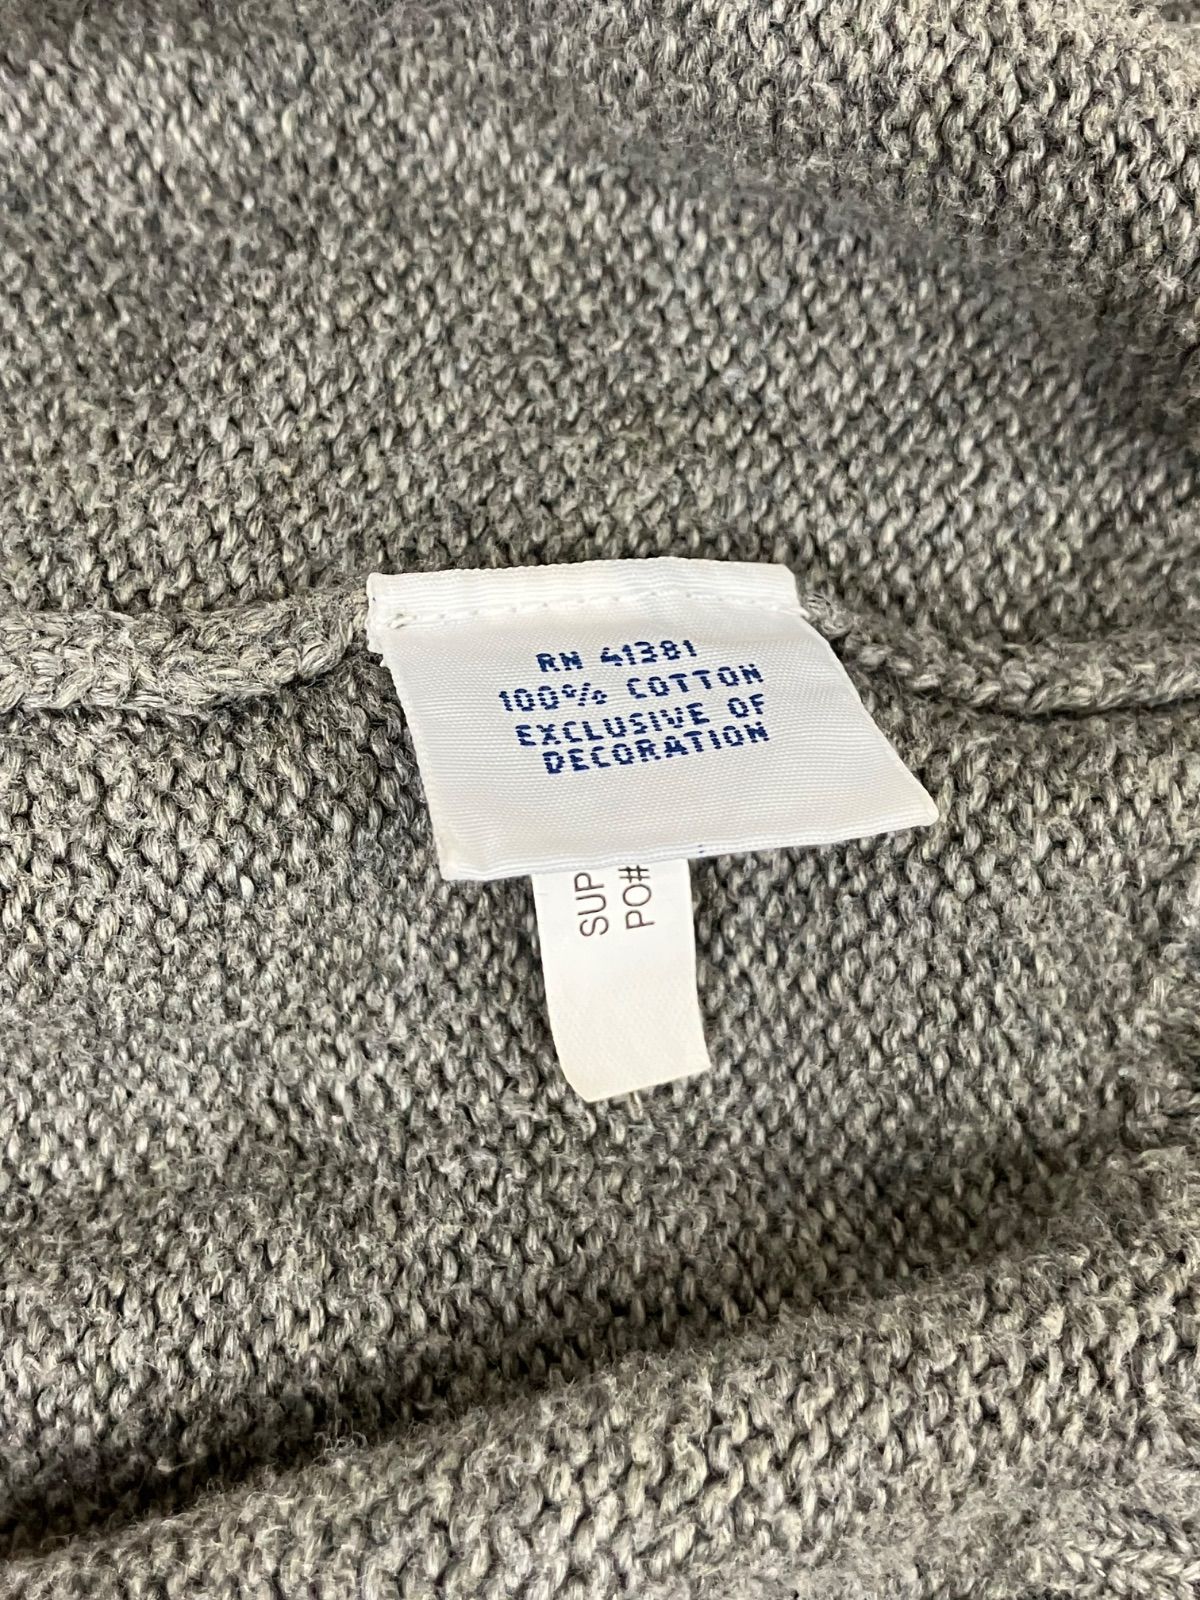 RN 41381
100% COTTON
EXCLUSIVE OF
DECORATION
SUP
PO#